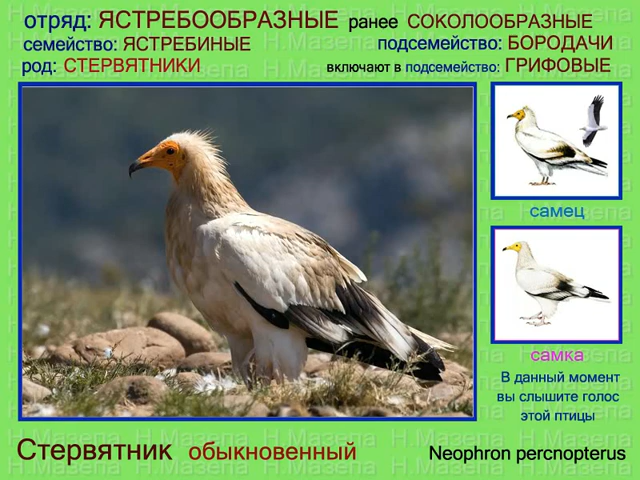 отряд: ЯСТРЕБООБРАЗНЫЕ ранее СОКОЛООБРАЗНЫЕ
семейство: ЯСТРЕБИНЫЕ подсемейство: БОРОДАЧИ
род: СТЕРВЯТНИКИ включают в подсемейство: ГРИФОВЫЕ
самец
самка
В данный момент
вы слышите голос
этой птицы
Стервятник обыкновенный Neophron percnopterus
Н.Мазепа